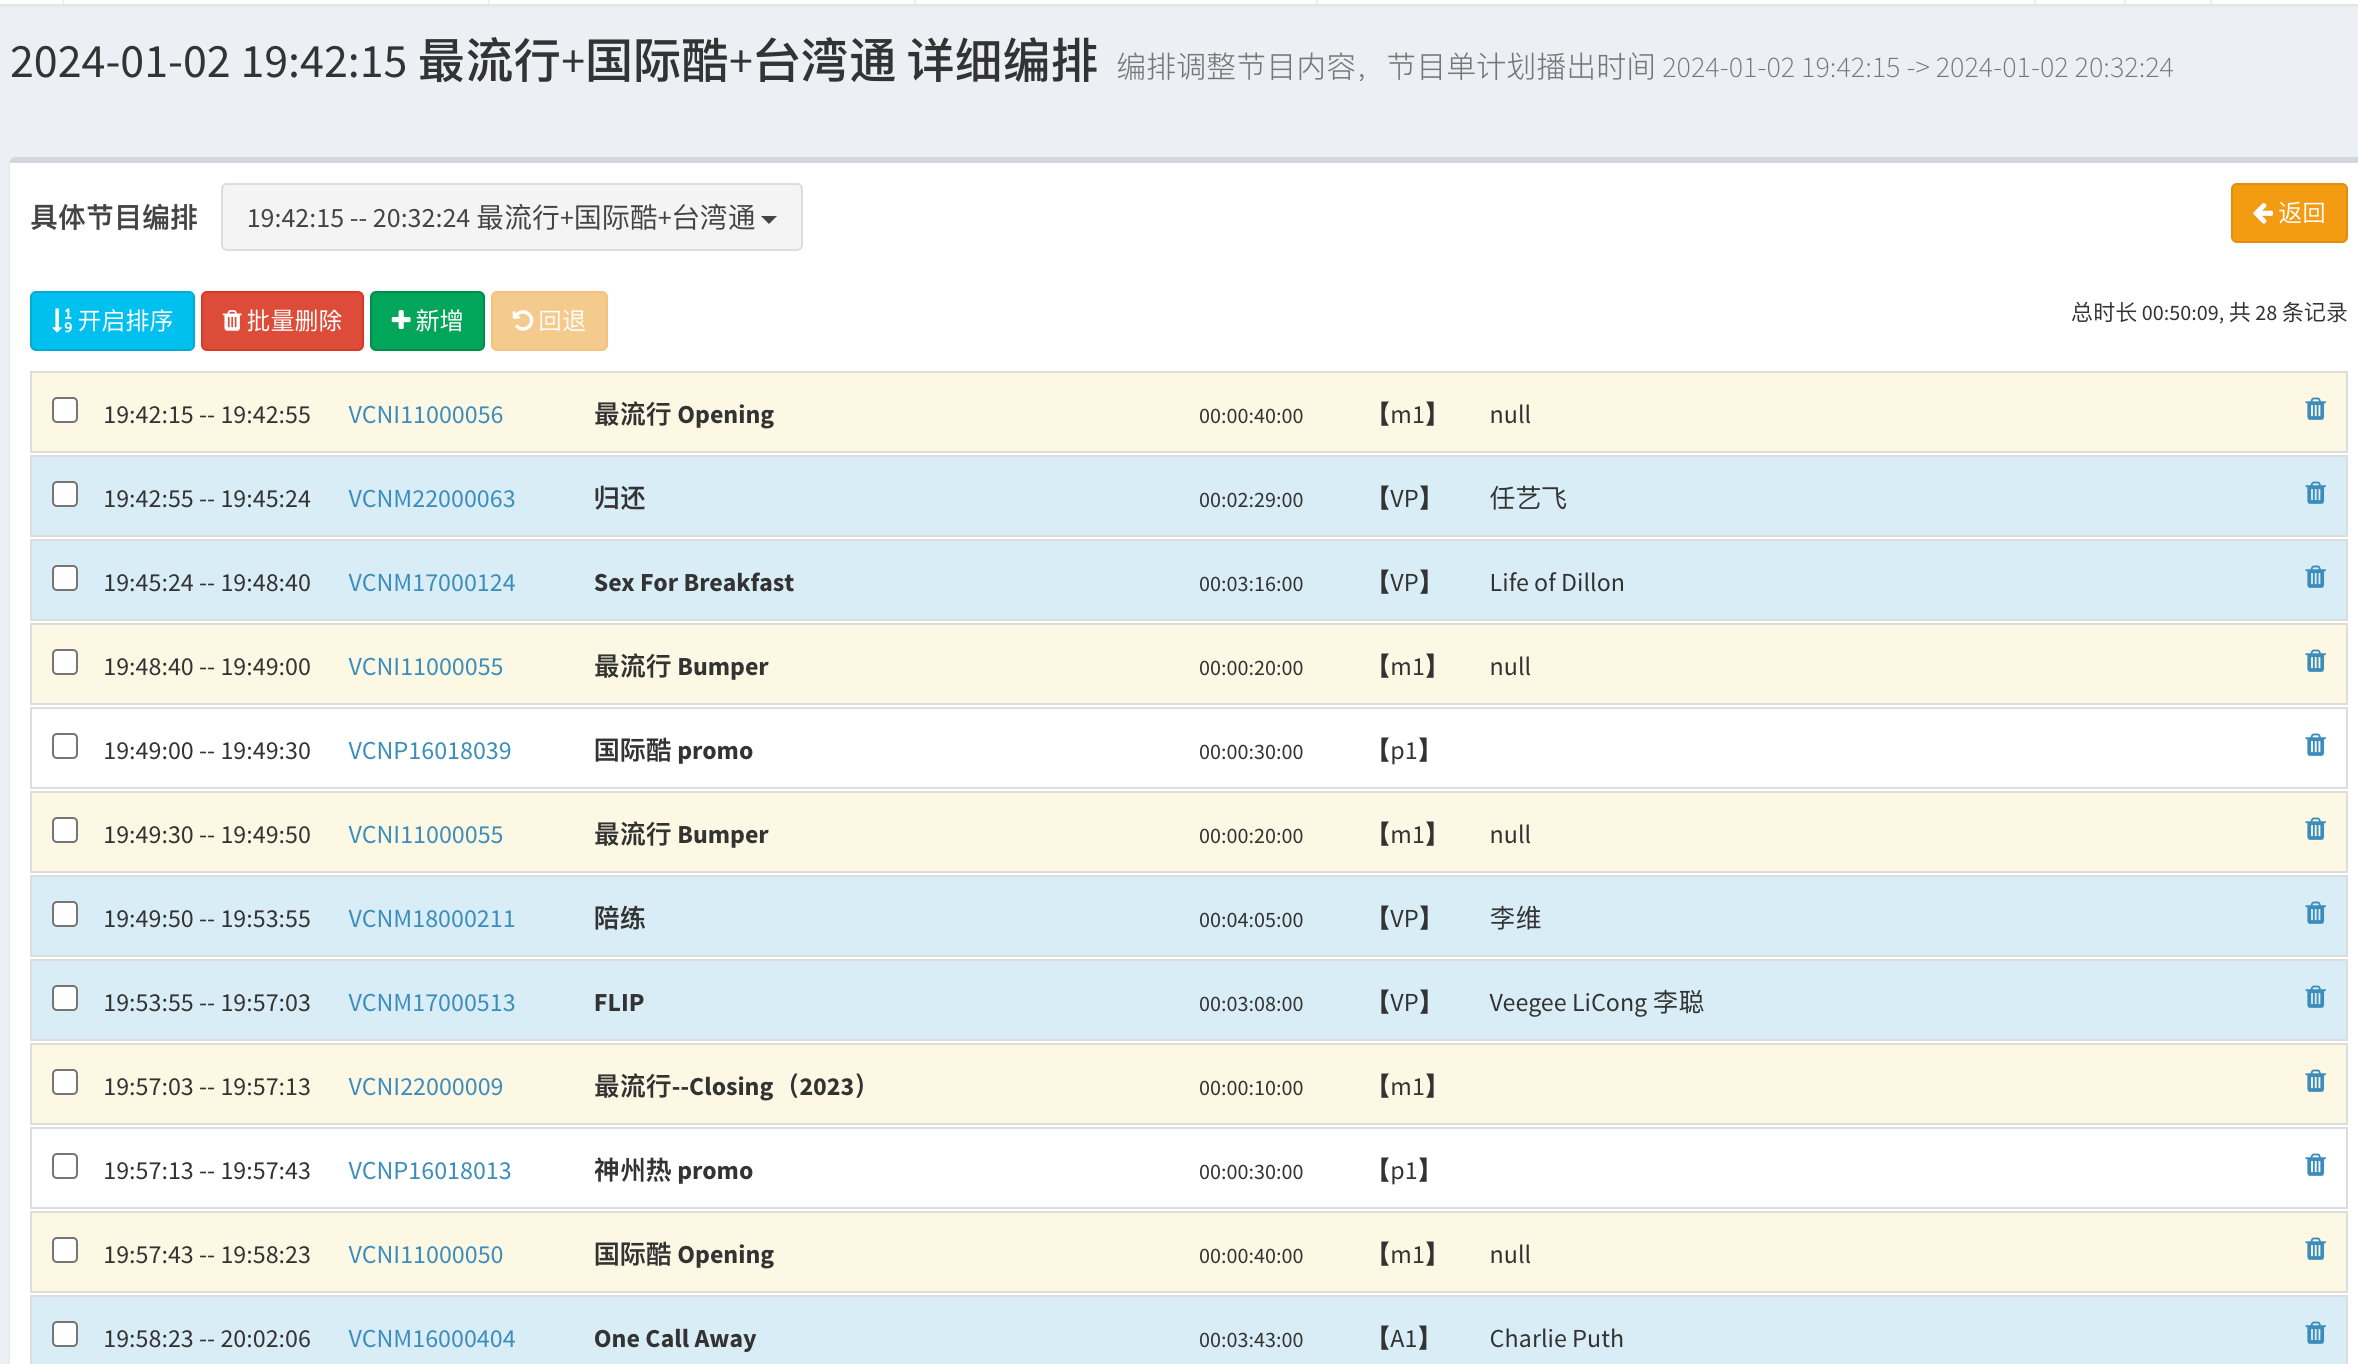 2024-01-02 19:42:15 最流行+国际酷+台湾通 详细编排 编排调整节目内容，节目单计划播出时间 2024-01-02 19:42:15 -> 2024-01-02 20:32:24
具体节目编排 19:42:15 -- 20:32:24 最流行+国际酷+台湾通 返回
开启排序 批量删除 新增 回退 总时长 00:50:09, 共 28 条记录
19:42:15 -- 19:42:55 VCNI11000056 最流行 Opening 00:00:40:00 【m1】 null
19:42:55 -- 19:45:24 VCNM22000063 归还 00:02:29:00 【VP】 任艺飞
19:45:24 -- 19:48:40 VCNM17000124 Sex For Breakfast 00:03:16:00 【VP】 Life of Dillon
19:48:40 -- 19:49:00 VCNI11000055 最流行 Bumper 00:00:20:00 【m1】 null
19:49:00 -- 19:49:30 VCNP16018039 国际酷 promo 00:00:30:00 【p1】
19:49:30 -- 19:49:50 VCNI11000055 最流行 Bumper 00:00:20:00 【m1】 null
19:49:50 -- 19:53:55 VCNM18000211 陪练 00:04:05:00 【VP】 李维
19:53:55 -- 19:57:03 VCNM17000513 FLIP 00:03:08:00 【VP】 Veegee LiCong 李聪
19:57:03 -- 19:57:13 VCNI22000009 最流行--Closing（2023） 00:00:10:00 【m1】
19:57:13 -- 19:57:43 VCNP16018013 神州热 promo 00:00:30:00 【p1】
19:57:43 -- 19:58:23 VCNI11000050 国际酷 Opening 00:00:40:00 【m1】 null
19:58:23 -- 20:02:06 VCNM16000404 One Call Away 00:03:43:00 【A1】 Charlie Puth